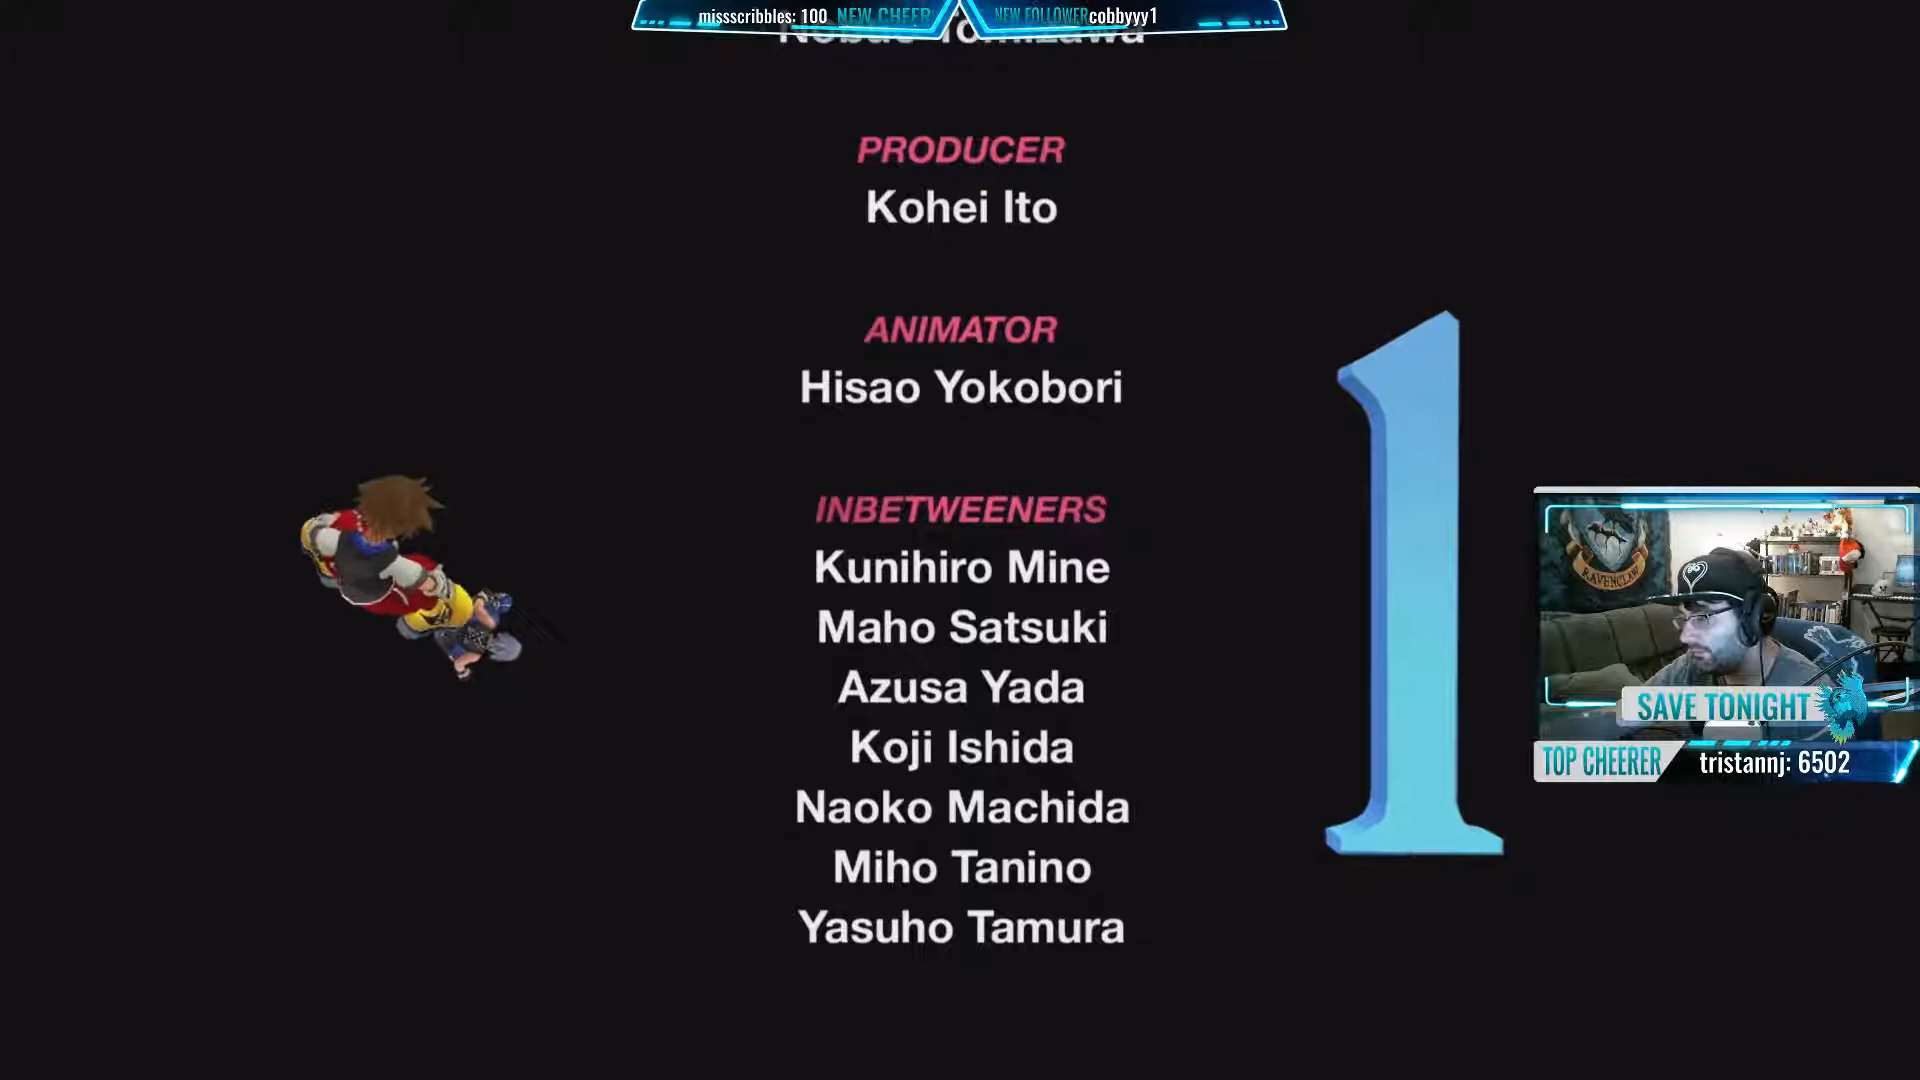 missscribbles: 100 NEW CHEER
NEW FOLLOWER cobbyyy1
PRODUCER
Kohei Ito
ANIMATOR
Hisao Yokobori
INBETWEENERS
Kunihiro Mine
Maho Satsuki
Azusa Yada
Koji Ishida
Naoko Machida
Miho Tanino
Yasuho Tamura
1
RAVENCLAW
SAVE TONIGHT
TOP CHEERER
tristannj: 6502